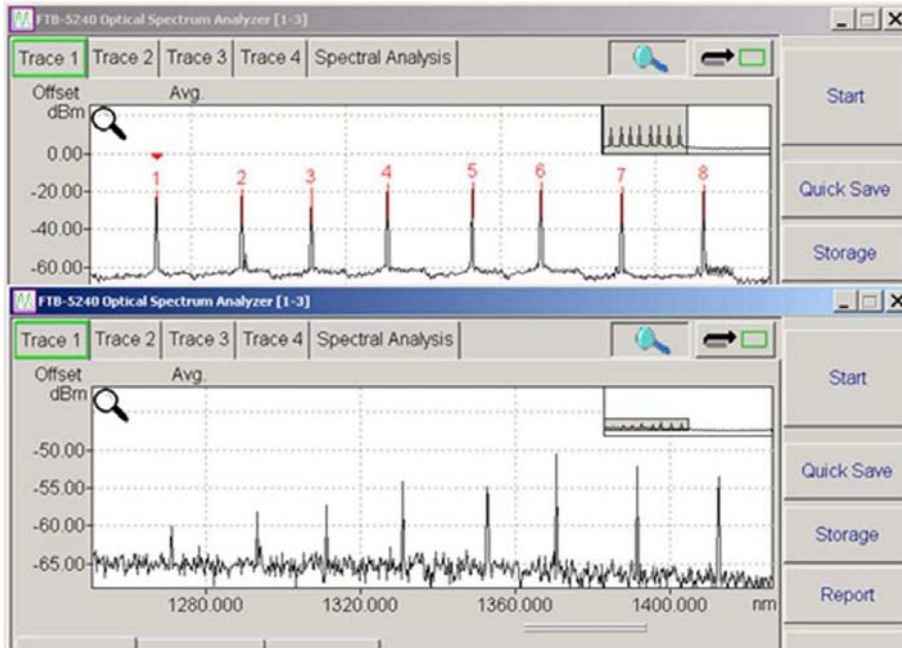 FTB-5240 Optical Spectrum Analyzer [1-3]
Trace 1 Trace 2 Trace 3 Trace 4 Spectral Analysis
Offset Avg.
dBm
Start
0.00
1 2 3 4 5 6 7 8
-20.00
Quick Save
-40.00
Storage
-60.00
FTB-5240 Optical Spectrum Analyzer [1-3]
Trace 1 Trace 2 Trace 3 Trace 4 Spectral Analysis
Offset Avg.
dBm
Start
-50.00
Quick Save
-55.00
-60.00
Storage
-65.00
Report
1280.000 1320.000 1360.000 1400.000 nm